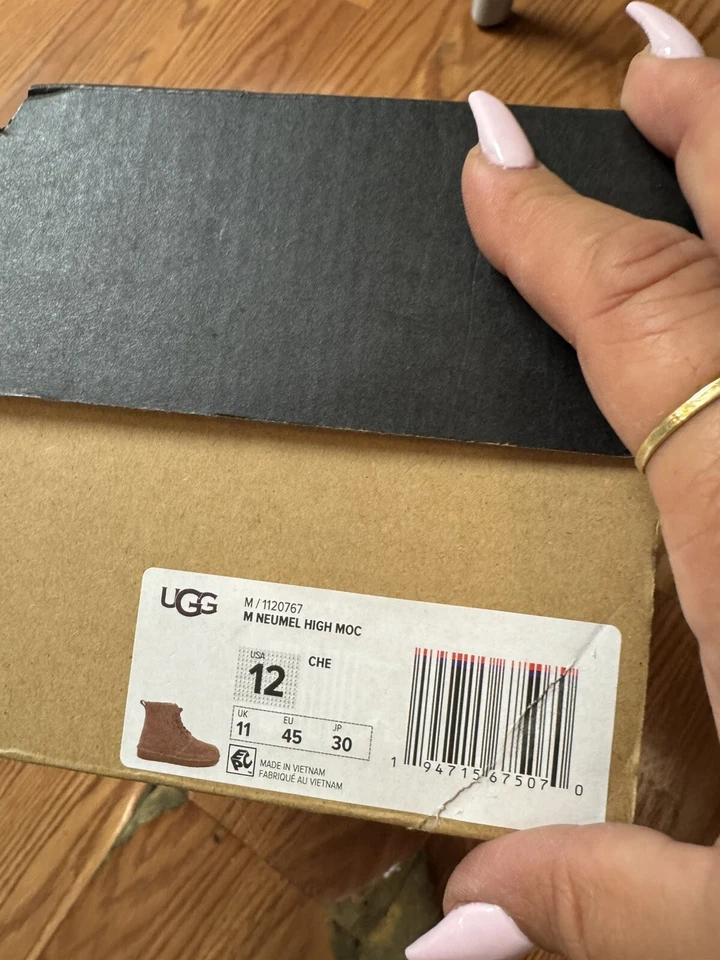 UGG
M / 1120767
M NEUMEL HIGH MOC
USA
12
CHE
UK
11
EU
45
JP
30
MADE IN VIETNAM
FABRIQUÉ AU VIETNAM
1 94715 67507 0